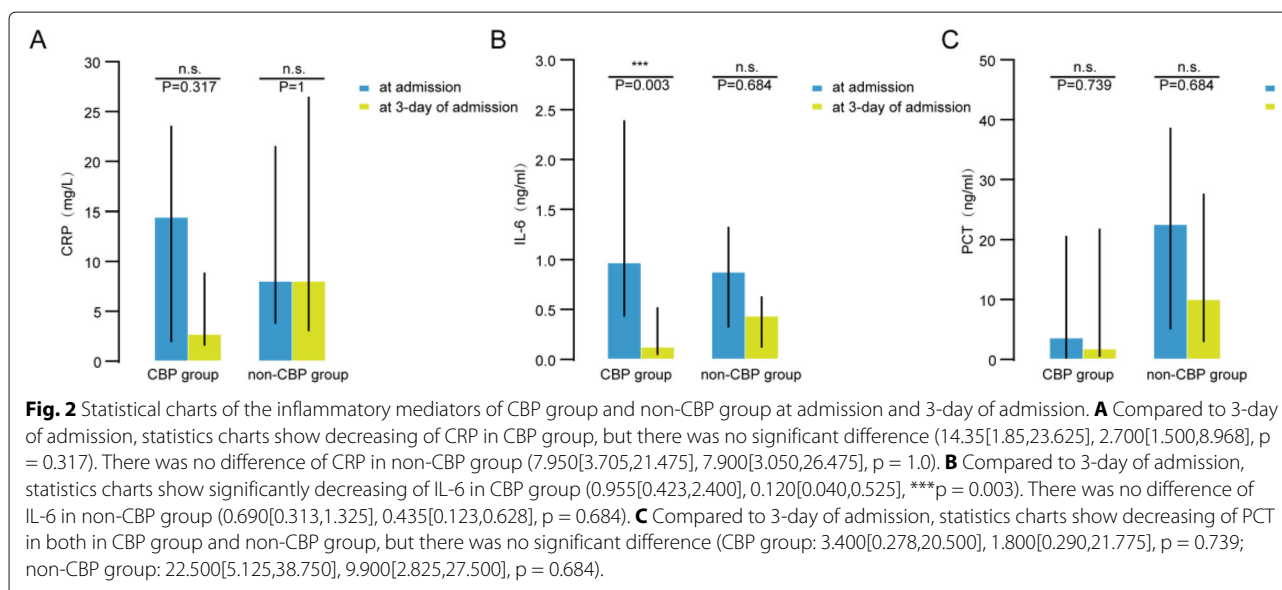 A
B
C
n.s.
P=0.317
n.s.
P=1
at admission
at 3-day of admission
30
25
20
15
10
5
0
CRP (mg/L)
CBP group
non-CBP group
***
P=0.003
n.s.
P=0.684
at admission
at 3-day of admission
3.0
2.5
2.0
1.5
1.0
0.5
0.0
IL-6 (ng/ml)
CBP group
non-CBP group
n.s.
P=0.739
n.s.
P=0.684
50
40
30
20
10
0
PCT (ng/ml)
CBP group
non-CBP group
Fig. 2 Statistical charts of the inflammatory mediators of CBP group and non-CBP group at admission and 3-day of admission. A Compared to 3-day
of admission, statistics charts show decreasing of CRP in CBP group, but there was no significant difference (14.35[1.85,23.625], 2.700[1.500,8.968], p
= 0.317). There was no difference of CRP in non-CBP group (7.950[3.705,21.475], 7.900[3.050,26.475], p = 1.0). B Compared to 3-day of admission,
statistics charts show significantly decreasing of IL-6 in CBP group (0.955[0.423,2.400], 0.120[0.040,0.525], ***p = 0.003). There was no difference of
IL-6 in non-CBP group (0.690[0.313,1.325], 0.435[0.123,0.628], p = 0.684). C Compared to 3-day of admission, statistics charts show decreasing of PCT
in both in CBP group and non-CBP group, but there was no significant difference (CBP group: 3.400[0.278,20.500], 1.800[0.290,21.775], p = 0.739;
non-CBP group: 22.500[5.125,38.750], 9.900[2.825,27.500], p = 0.684).